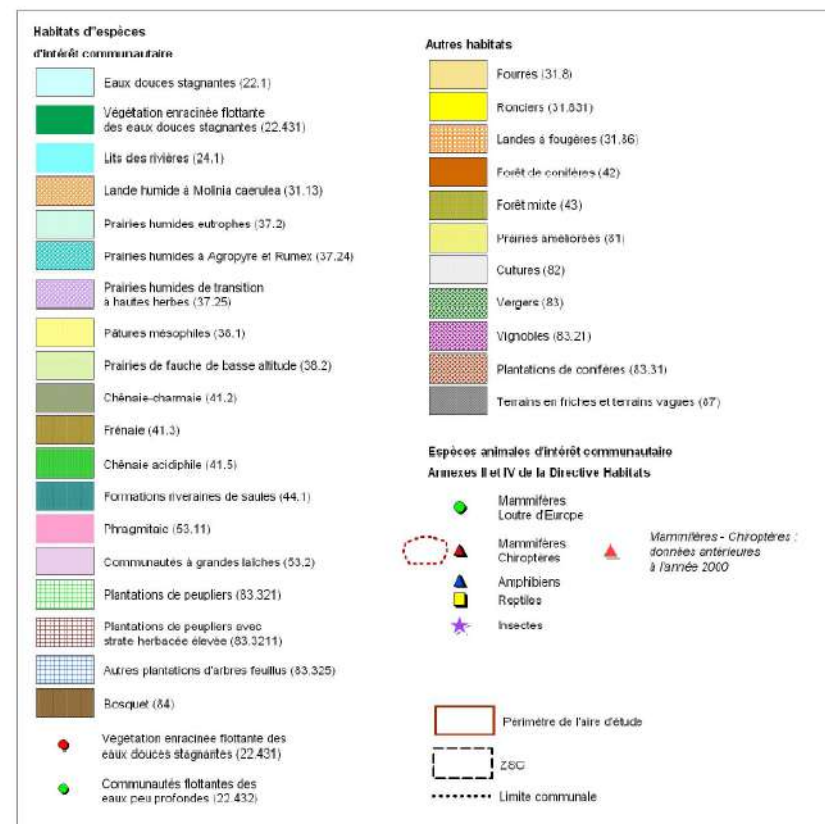 Habitats d"espèces
d'intérêt communautaire
Eaux douces stagnantes (22.1)
Végétation enracinée flottante
des eaux douces stagnantes (22.431)
Lits des rivières (24.1)
Lande humide à Molinia caerulea (31.13)
Prairies humides eutrophes (37.2)
Prairies humides à Agropyre et Rumex (37.24)
Prairies humides de transition
à hautes herbes (37.25)
Pâtures mésophiles (38.1)
Prairies de fauche de basse altitude (38.2)
Chênaie-charmaie (41.2)
Frênaie (41.3)
Chênaie acidiphile (41.5)
Formations riveraines de saules (44.1)
Phragmitaie (53.11)
Communautés à grandes laîches (53.2)
Plantations de peupliers (83.321)
Plantations de peupliers avec
strate herbacée élevée (83.3211)
Autres plantations d'arbres feuillus (83.325)
Bosquet (84)
Végétation enracinée flottante des
eaux douces stagnantes (22.431)
Communautés flottantes des
eaux peu profondes (22.432)
Autres habitats
Fourrés (31.8)
Ronciers (31.831)
Landes à fougères (31.86)
Forêt de conifères (42)
Forêt mixte (43)
Prairies améliorées (81)
Cutures (82)
Vergers (83)
Vignobles (83.21)
Plantations de conifères (83.31)
Terrains en friches et terrains vagues (87)
Espèces animales d'intérêt communautaire
Annexes II et IV de la Directive Habitats
Mammifères
Loutre d'Europe
Mammifères
Chiroptères
Mammifères - Chiroptères :
données antérieures
à l'année 2000
Amphibiens
Reptiles
Insectes
Périmètre de l'aire d'étude
ZSC
Limite communale